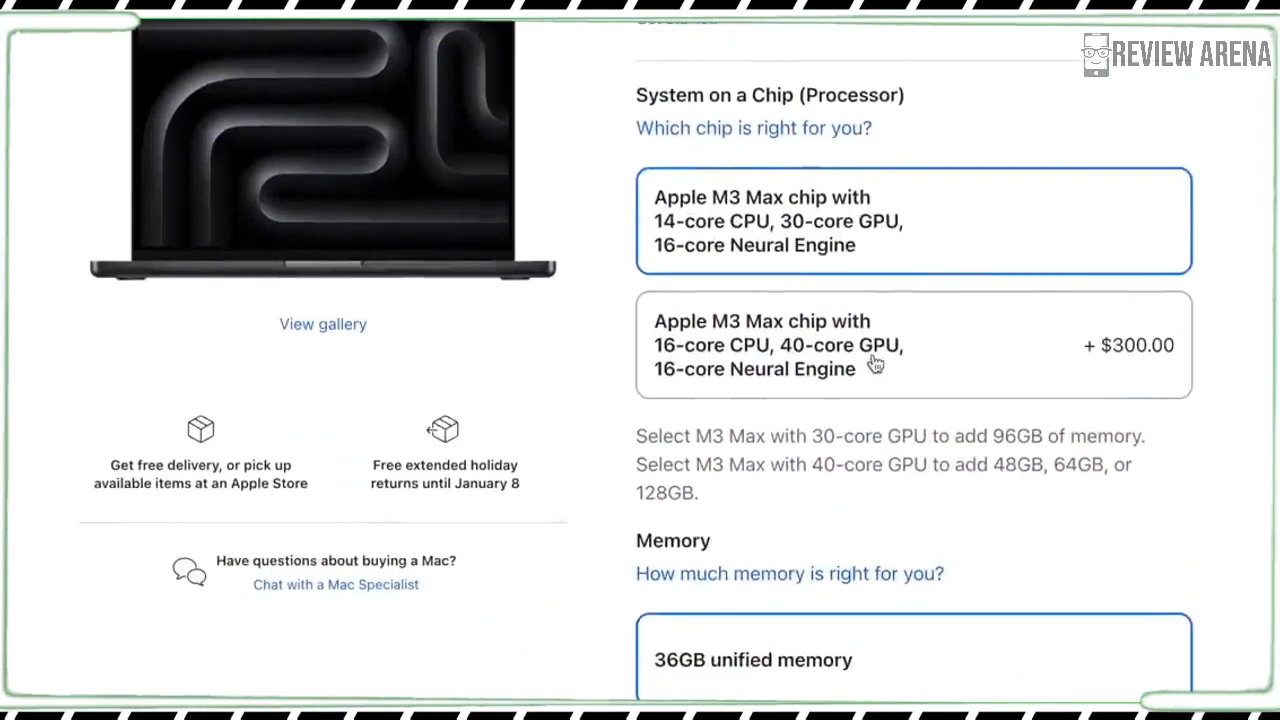 REVIEW ARENA
System on a Chip (Processor)
Which chip is right for you?
Apple M3 Max chip with
14-core CPU, 30-core GPU,
16-core Neural Engine
Apple M3 Max chip with
16-core CPU, 40-core GPU,
16-core Neural Engine
+ $300.00
Select M3 Max with 30-core GPU to add 96GB of memory.
Select M3 Max with 40-core GPU to add 48GB, 64GB, or
128GB.
Memory
How much memory is right for you?
36GB unified memory
View gallery
Get free delivery, or pick up
available items at an Apple Store
Free extended holiday
returns until January 8
Have questions about buying a Mac?
Chat with a Mac Specialist